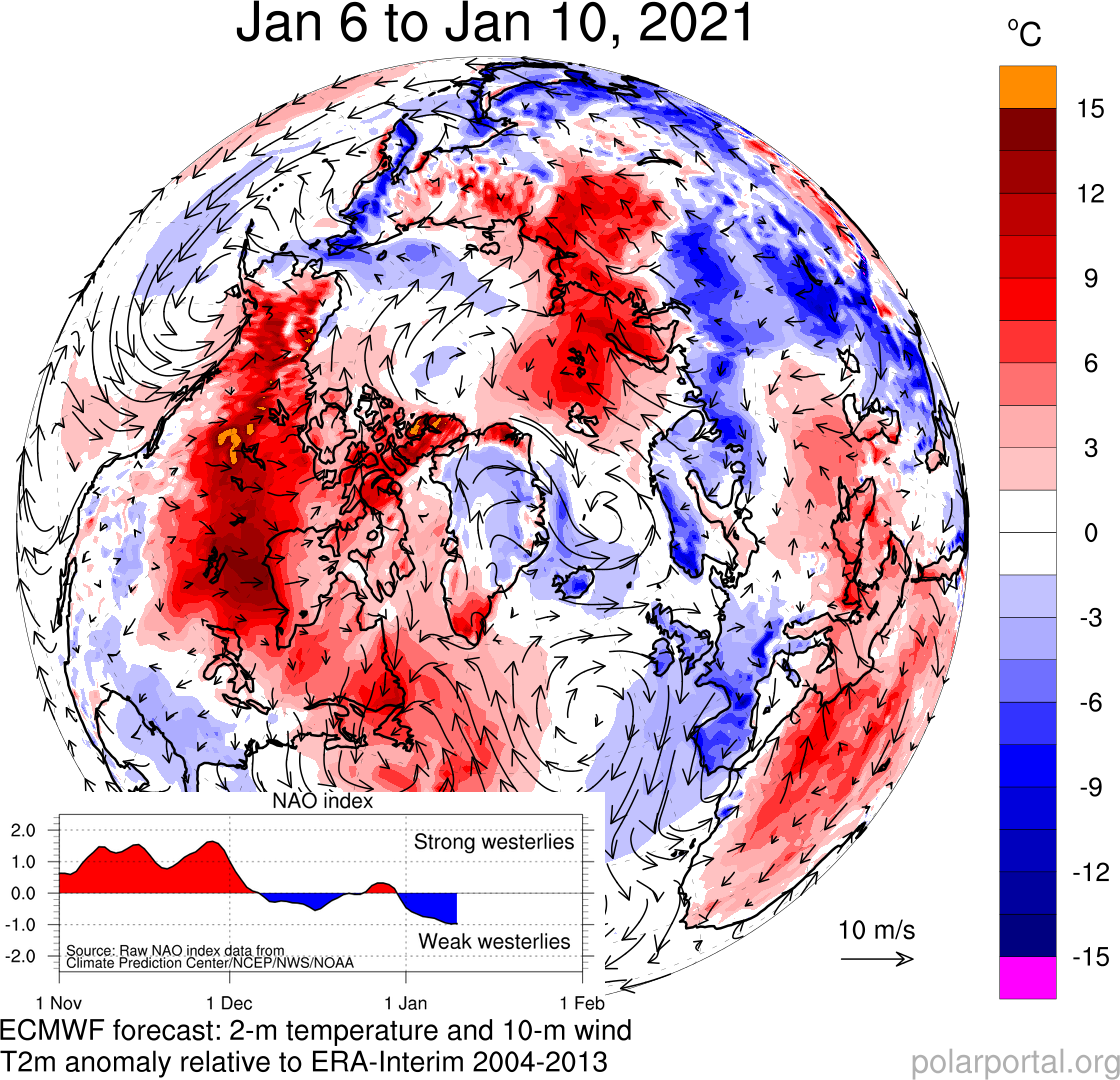 Jan 6 to Jan 10, 2021
ºC
15
12
9
6
3
0
-3
-6
-9
-12
-15
10 m/s
NAO index
2.0
1.0
0.0
-1.0
-2.0
Strong westerlies
Weak westerlies
Source: Raw NAO index data from
Climate Prediction Center/NCEP/NWS/NOAA
1 Nov 1 Dec 1 Jan 1 Feb
ECMWF forecast: 2-m temperature and 10-m wind
T2m anomaly relative to ERA-Interim 2004-2013
polarportal.org